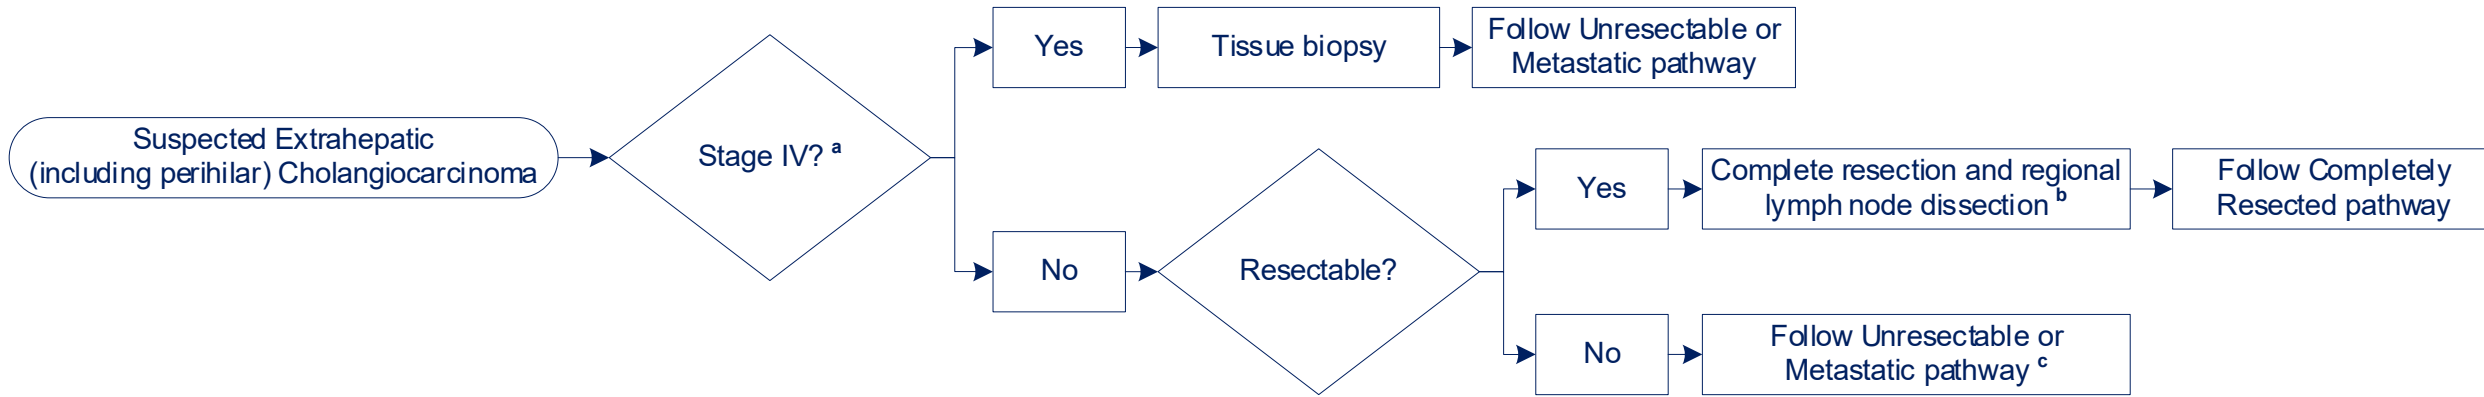 Suspected Extrahepatic
(including perihilar) Cholangiocarcinoma
Stage IV? a
Yes
Tissue biopsy
Follow Unresectable or
Metastatic pathway
No
Resectable?
Yes
Complete resection and regional
lymph node dissection b
Follow Completely
Resected pathway
No
Follow Unresectable or
Metastatic pathway c